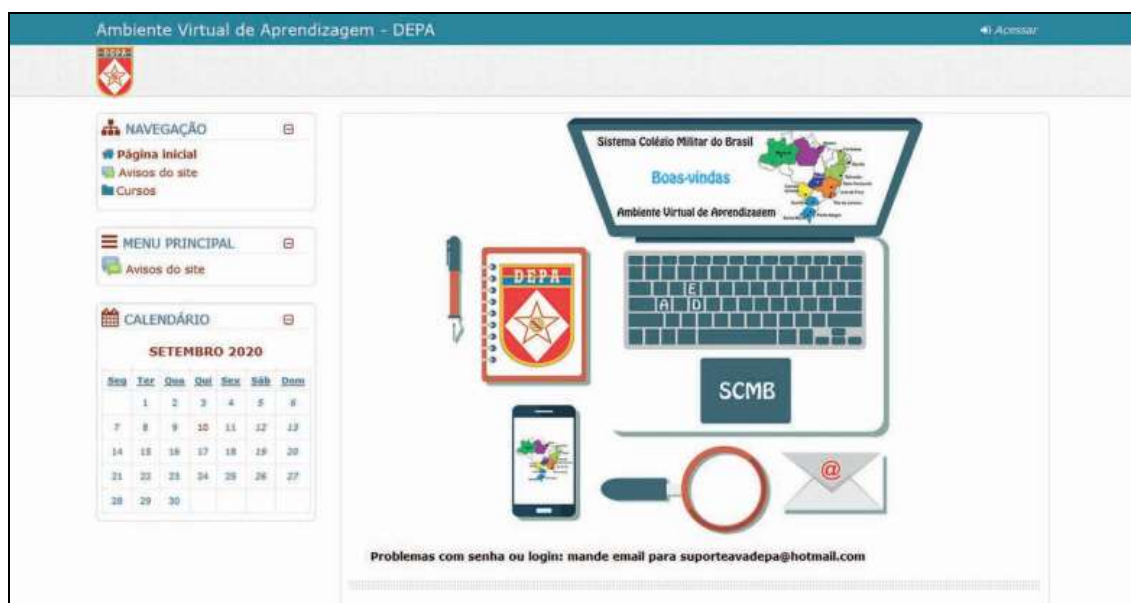 Ambiente Virtual de Aprendizagem - DEPA
Acessar
DEPA
NAVEGAÇÃO
Página inicial
Avisos do site
Cursos
MENU PRINCIPAL
Avisos do site
CALENDÁRIO
SETEMBRO 2020
Seg Ter Qua Qui Sex Sáb Dom
1 2 3 4 5 6
7 8 9 10 11 12 13
14 15 16 17 18 19 20
21 22 23 24 25 26 27
28 29 30
Sistema Colégio Militar do Brasil
Boas-vindas
Ambiente Virtual de Aprendizagem
DEPA
E
A D
SCMB
@
Problemas com senha ou login: mande email para suporteavadepa@hotmail.com